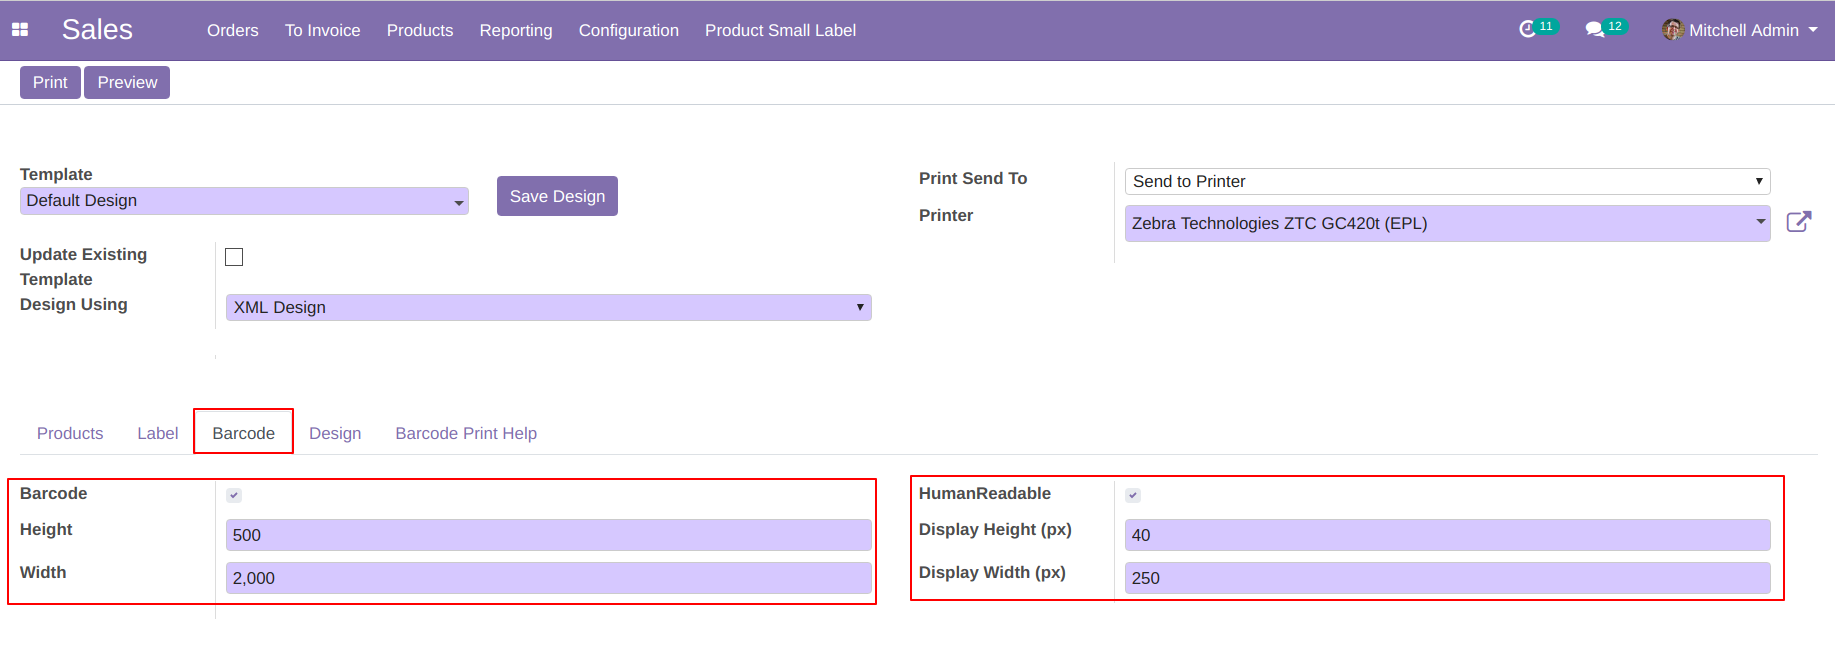 Sales Orders To Invoice Products Reporting Configuration Product Small Label 11 12 Mitchell Admin
Print Preview
Template
Default Design
Save Design
Print Send To Send to Printer
Printer Zebra Technologies ZTC GC420t (EPL)
Update Existing
Template
Design Using XML Design
Products Label Barcode Design Barcode Print Help
Barcode HumanReadable
Height 500 Display Height (px) 40
Width 2,000 Display Width (px) 250